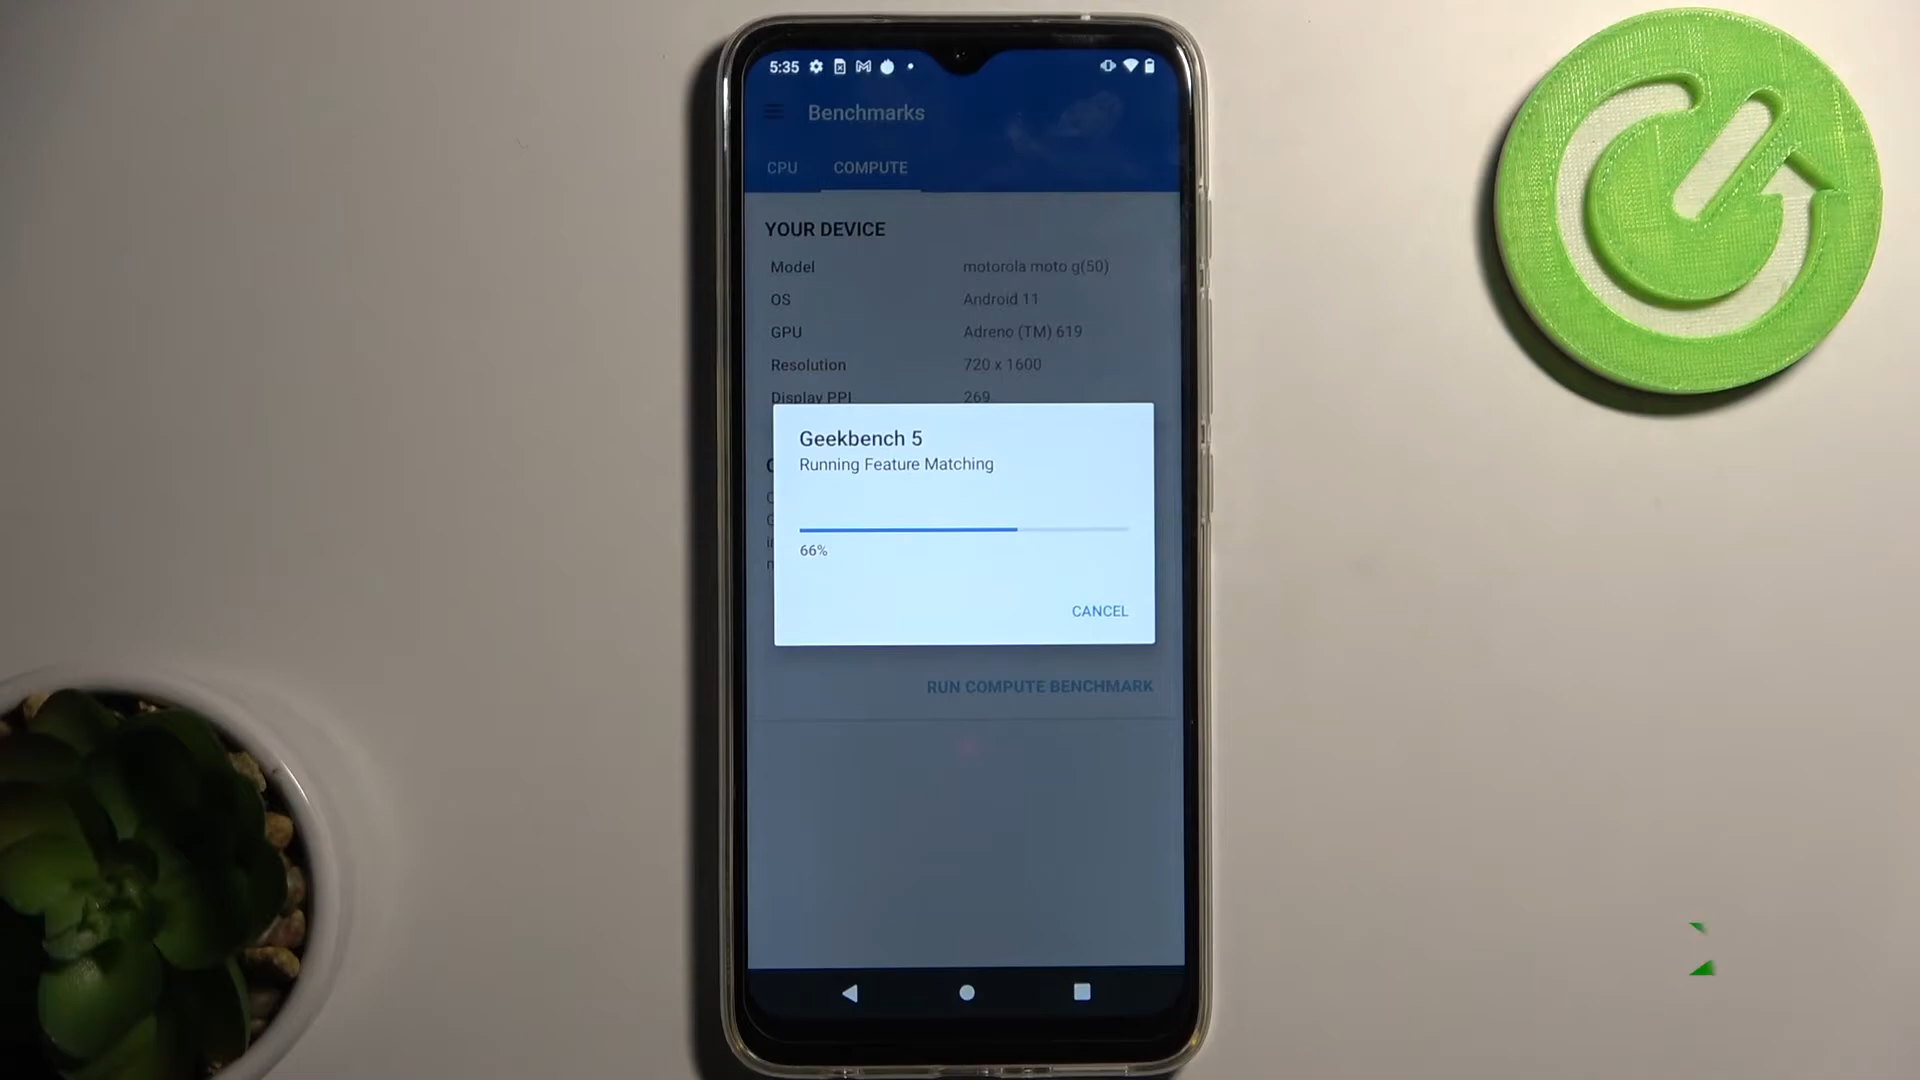 5:35
Benchmarks
CPU COMPUTE
YOUR DEVICE
Model motorola moto g(50)
OS Android 11
GPU Adreno (TM) 619
Resolution 720 x 1600
Display PPI 269
Geekbench 5
Running Feature Matching
66%
CANCEL
RUN COMPUTE BENCHMARK